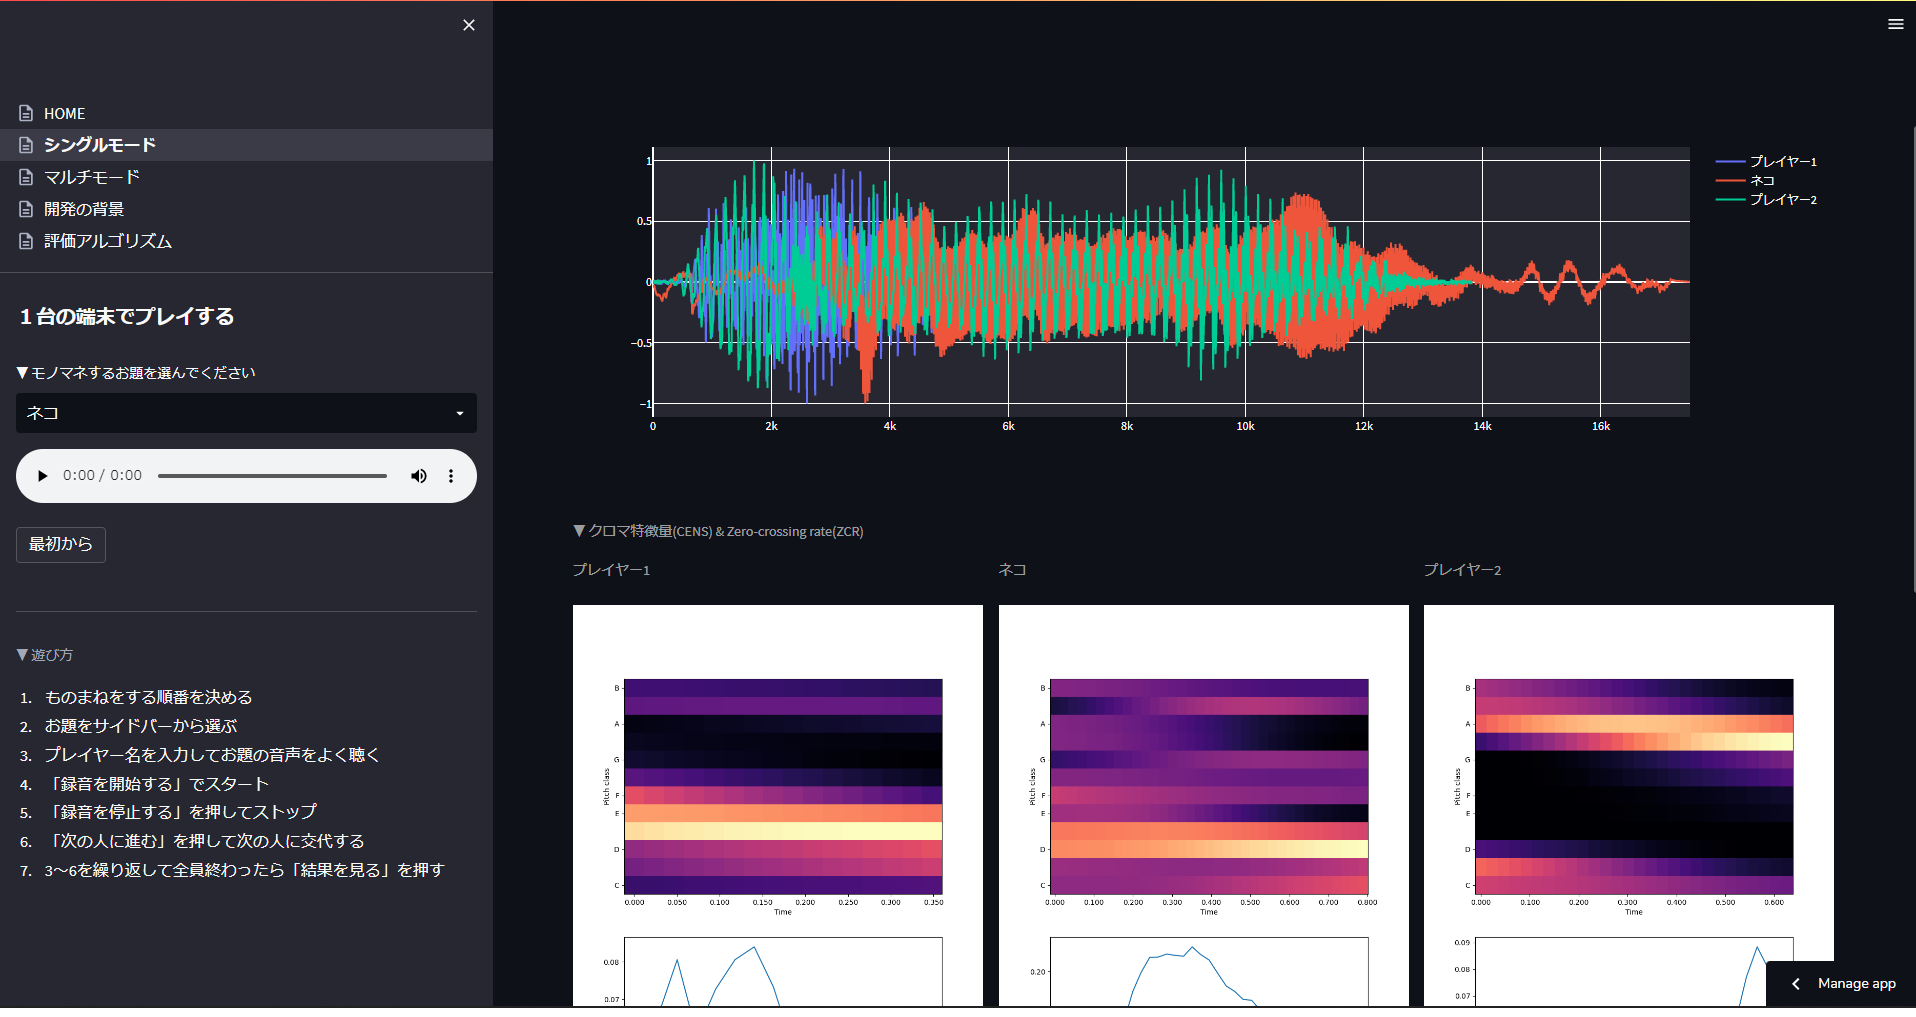 HOME
シングルモード
マルチモード
開発の背景
評価アルゴリズム
１台の端末でプレイする
▼モノマネするお題を選んでください
ネコ
0:00 / 0:00
最初から
▼遊び方
1. ものまねをする順番を決める
2. お題をサイドバーから選ぶ
3. プレイヤー名を入力してお題の音声をよく聴く
4. 「録音を開始する」でスタート
5. 「録音を停止する」を押してストップ
6. 「次の人に進む」を押して次の人に交代する
7. 3〜6を繰り返して全員終わったら「結果を見る」を押す
1
0.5
0
−0.5
−1
0 2k 4k 6k 8k 10k 12k 14k 16k
プレイヤー1
ネコ
プレイヤー2
▼クロマ特徴量(CENS) & Zero-crossing rate(ZCR)
プレイヤー1
B
A
G
F
E
D
C
Pitch class
0.000 0.050 0.100 0.150 0.200 0.250 0.300 0.350
Time
0.08
0.07
ネコ
B
A
G
F
E
D
C
Pitch class
0.000 0.100 0.200 0.300 0.400 0.500 0.600 0.700 0.800
Time
0.20
プレイヤー2
B
A
G
F
E
D
C
Pitch class
0.000 0.100 0.200 0.300 0.400 0.500 0.600
Time
0.09
0.08
0.07
Manage app